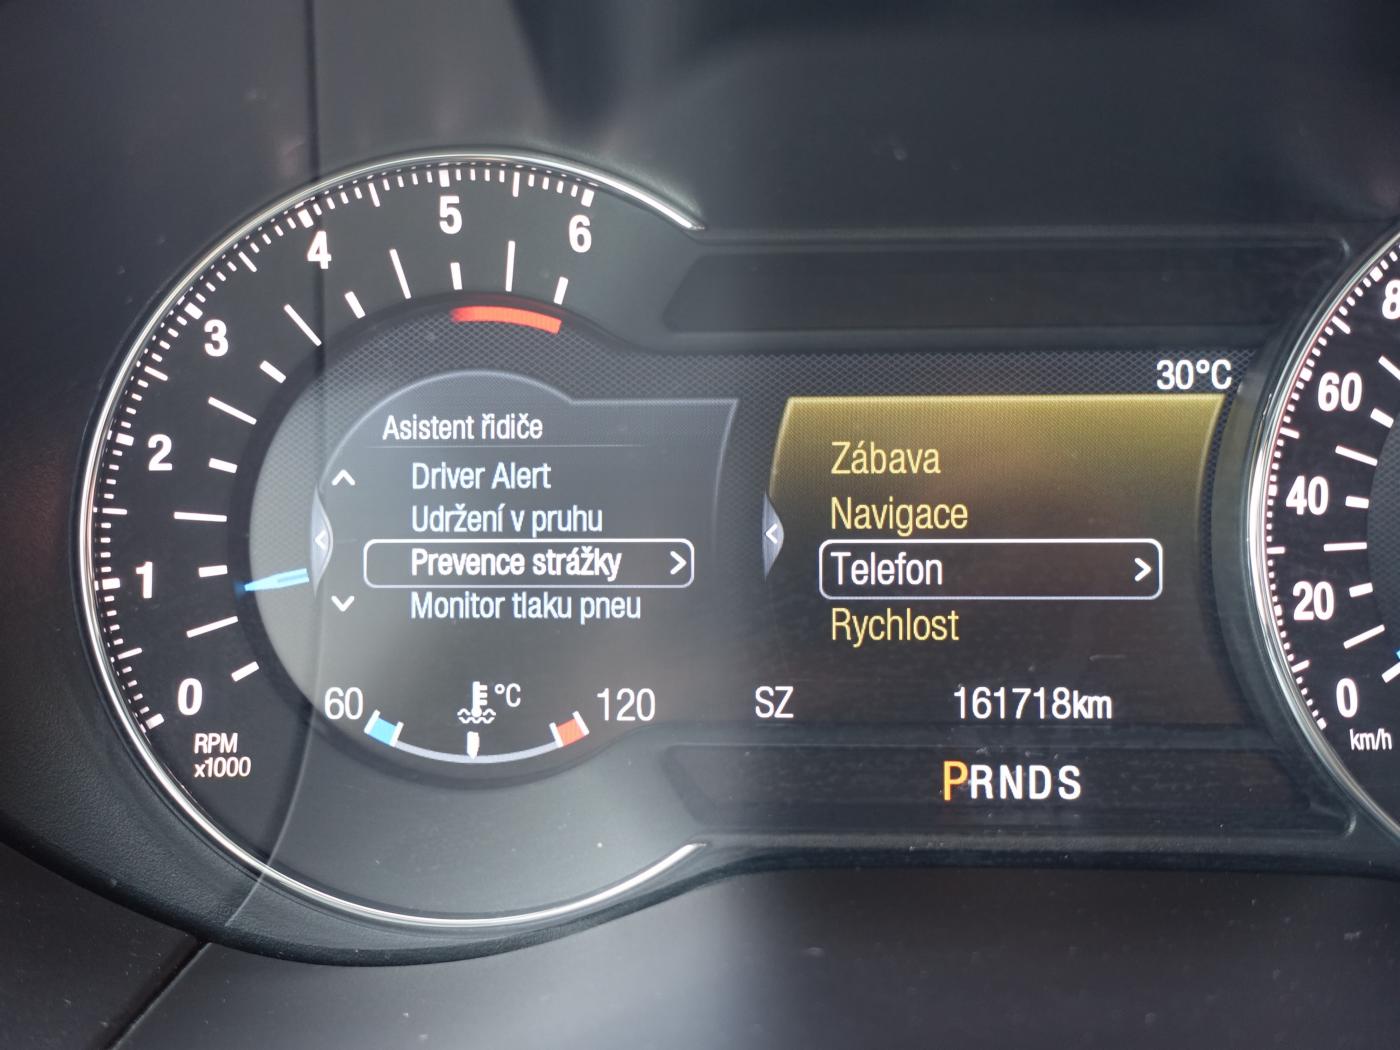 0
1
2
3
4
5
6
RPM
x1000
Asistent řidiče
Driver Alert
Udržení v pruhu
Prevence strážky
Monitor tlaku pneu
60
°C
120
30°C
Zábava
Navigace
Telefon
Rychlost
SZ
161718km
PRNDS
0
20
40
60
km/h